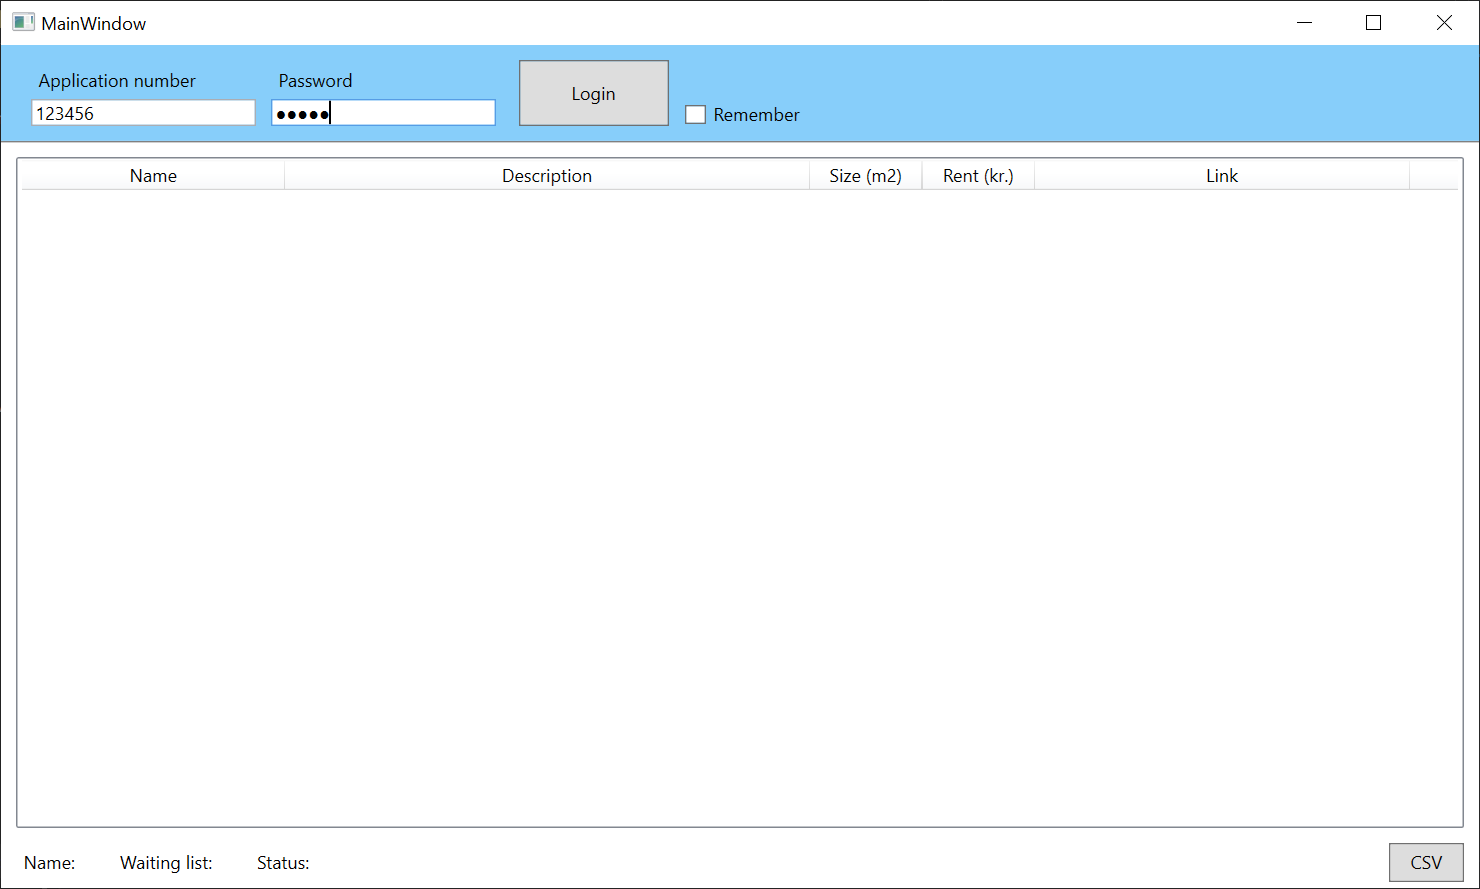 MainWindow
Application number
Password
123456
●●●●●
Login
Remember
Name Description Size (m2) Rent (kr.) Link
Name: Waiting list: Status:
CSV